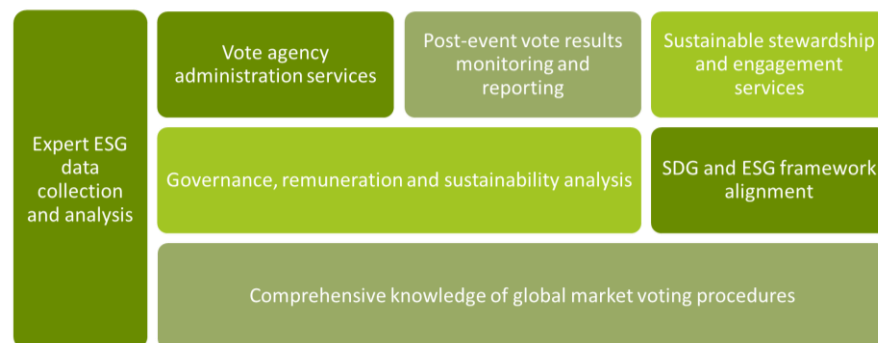 Expert ESG
data
collection
and analysis
Vote agency
administration services
Post-event vote results
monitoring and
reporting
Sustainable stewardship
and engagement
services
Governance, remuneration and sustainability analysis
SDG and ESG framework
alignment
Comprehensive knowledge of global market voting procedures